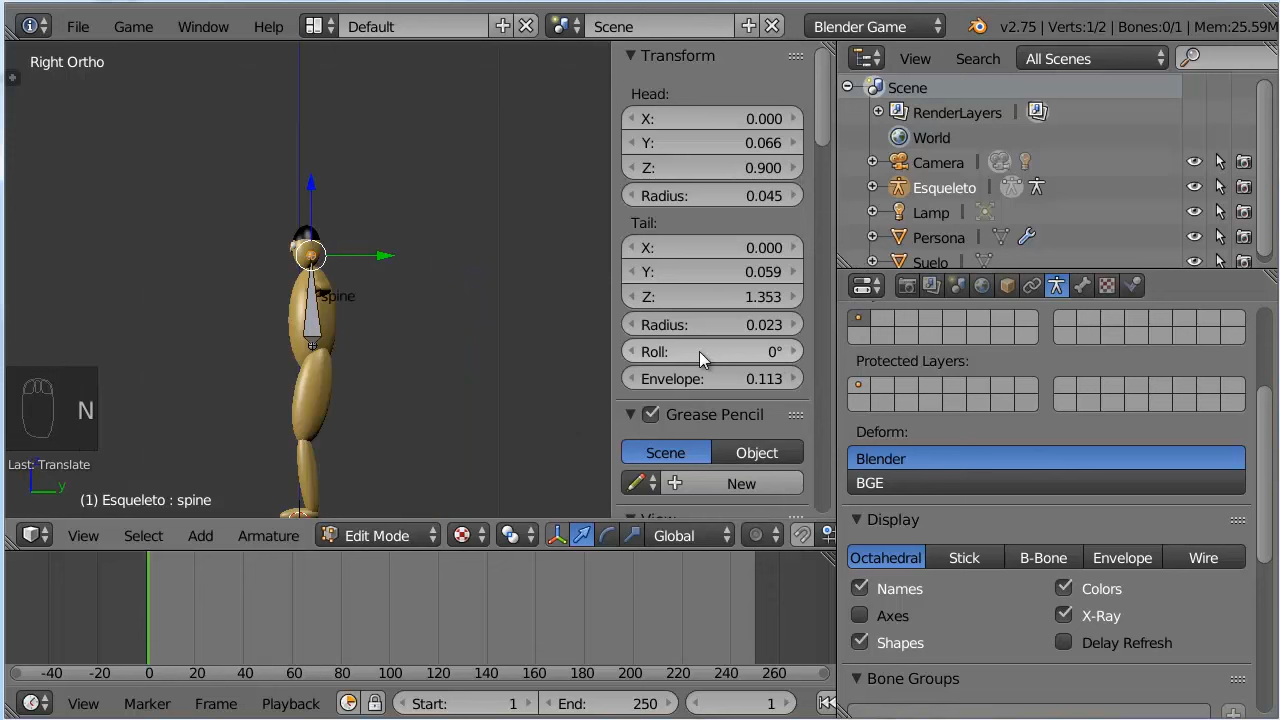 File Game Window Help Default Scene Blender Game v2.75 | Verts:1/2 | Bones:0/1 | Mem:25.59M
Right Ortho
spine
N
Last: Translate
y
(1) Esqueleto : spine
Transform
Head:
X: 0.000
Y: 0.066
Z: 0.900
Radius: 0.045
Tail:
X: 0.000
Y: 0.059
Z: 1.353
Radius: 0.023
Roll: 0°
Envelope: 0.113
Grease Pencil
Scene Object
New
View Search All Scenes
Scene
RenderLayers
World
Camera
Esqueleto
Lamp
Persona
Suelo
Protected Layers:
Deform:
Blender
BGE
Display
Octahedral Stick B-Bone Envelope Wire
Names Colors
Axes X-Ray
Shapes Delay Refresh
Bone Groups
View Select Add Armature Edit Mode Global
-40 -20 0 20 40 60 80 100 120 140 160 180 200 220 240 260
View Marker Frame Playback Start: 1 End: 250 1